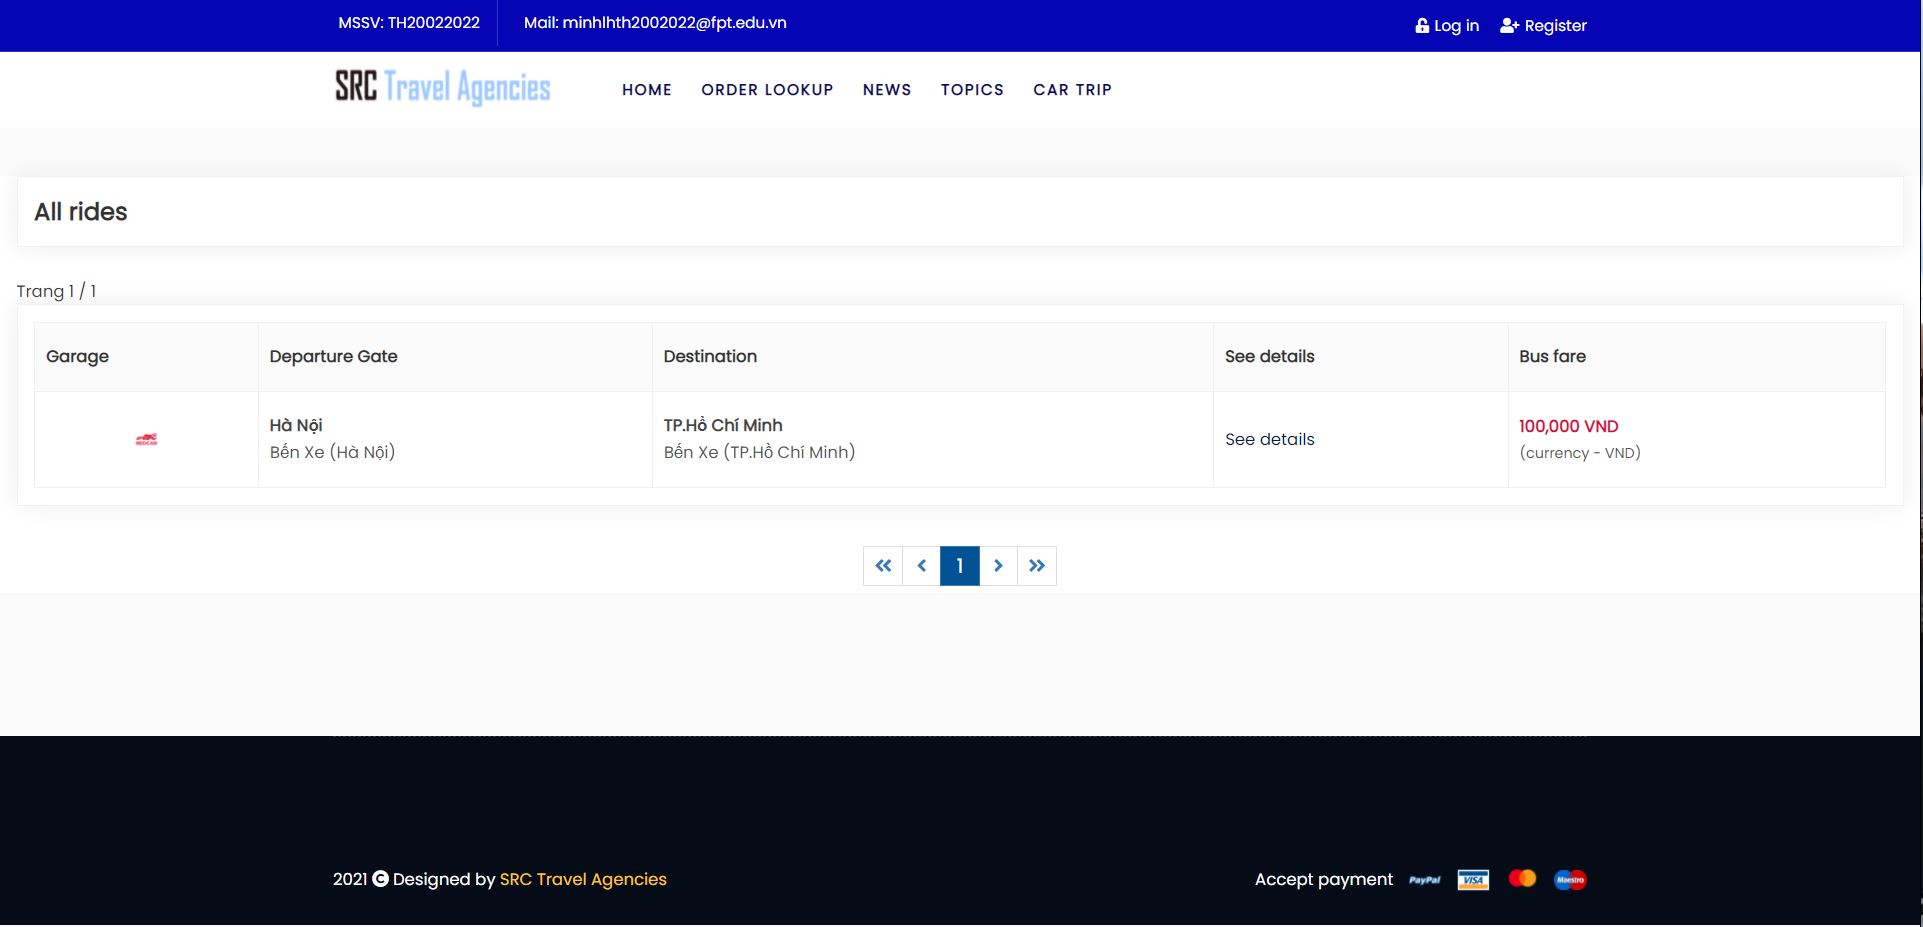 MSSV: TH20022022
Mail: minhlhth2002022@fpt.edu.vn
Log in
Register
SRC Travel Agencies
HOME
ORDER LOOKUP
NEWS
TOPICS
CAR TRIP
All rides
Trang 1 / 1
Garage
Departure Gate
Destination
See details
Bus fare
REDCAR
Hà Nội
Bến Xe (Hà Nội)
TP.Hồ Chí Minh
Bến Xe (TP.Hồ Chí Minh)
See details
100,000 VND
(currency - VND)
1
2021 C Designed by SRC Travel Agencies
Accept payment
PayPal
VISA
Maestro